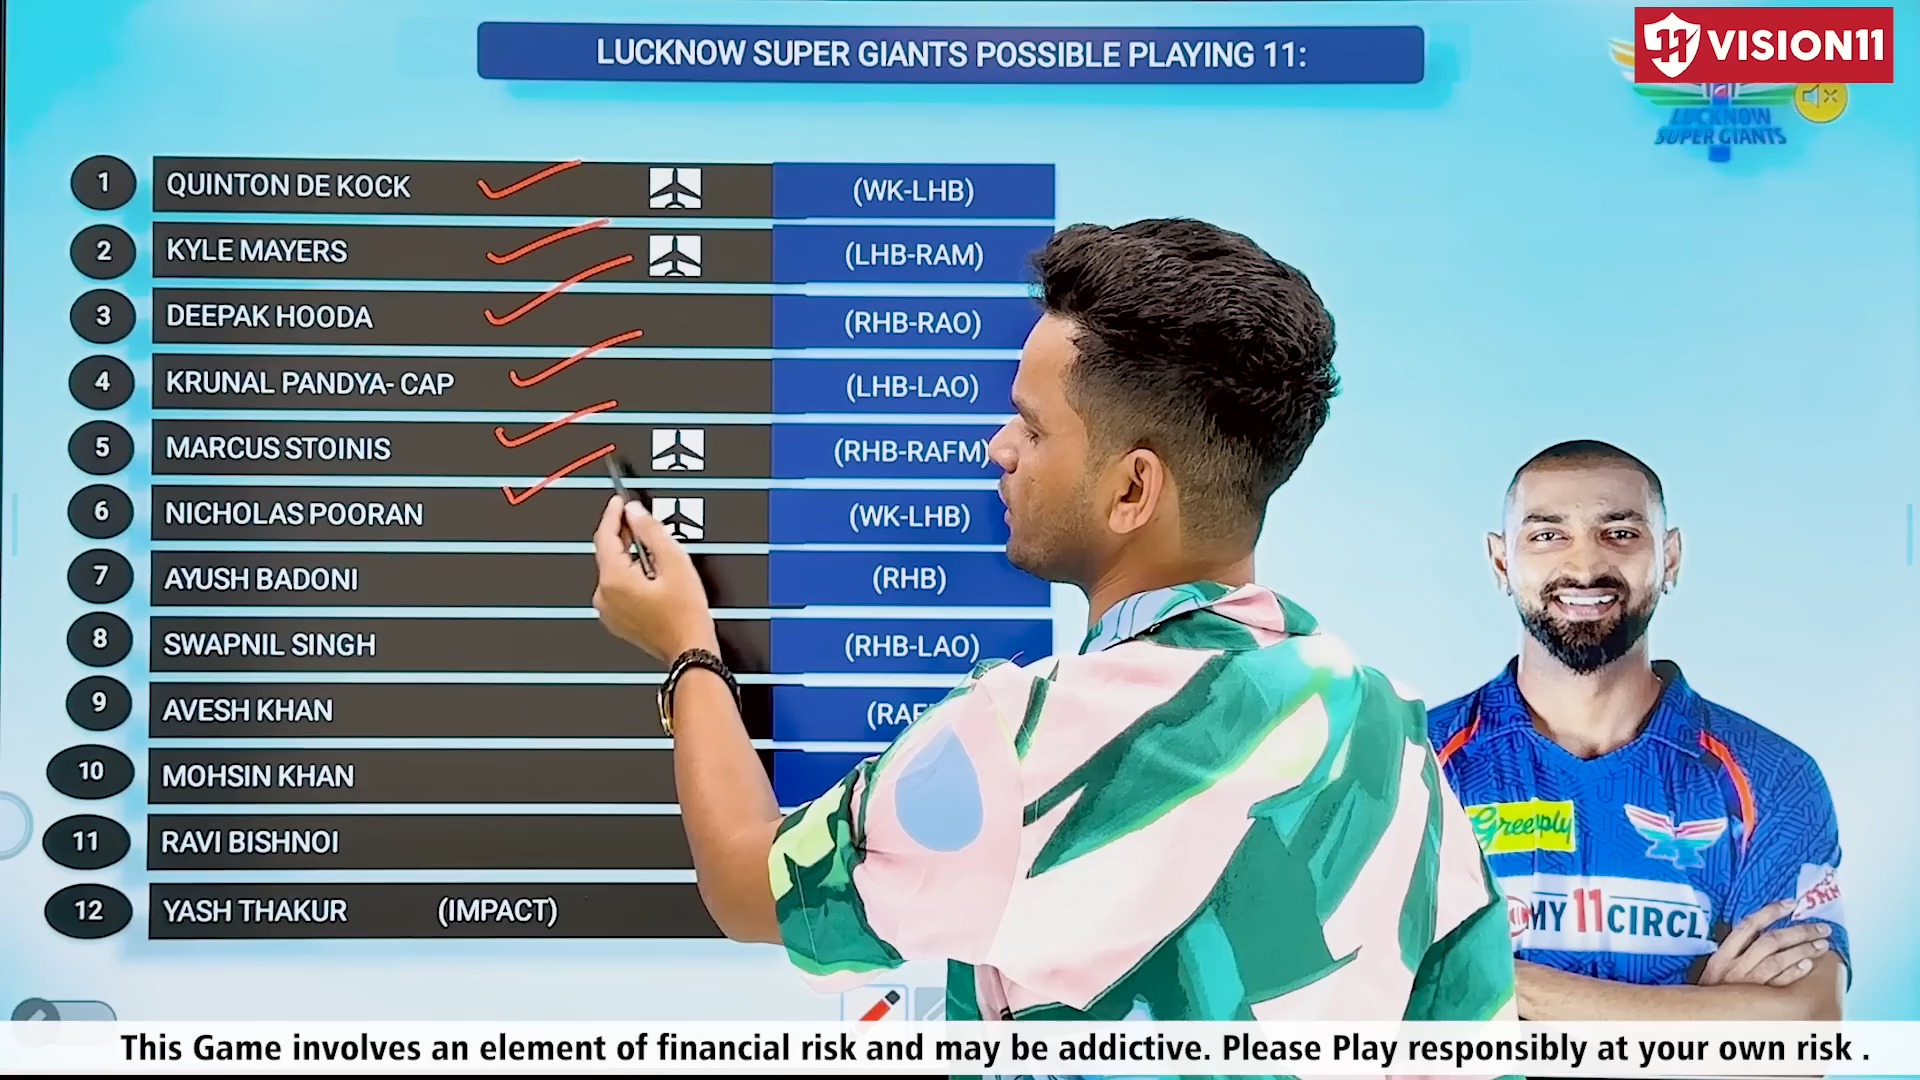 LUCKNOW SUPER GIANTS POSSIBLE PLAYING 11:
VISION11
LUCKNOW
SUPER GIANTS
1 QUINTON DE KOCK (WK-LHB)
2 KYLE MAYERS (LHB-RAM)
3 DEEPAK HOODA (RHB-RAO)
4 KRUNAL PANDYA- CAP (LHB-LAO)
5 MARCUS STOINIS (RHB-RAFM)
6 NICHOLAS POORAN (WK-LHB)
7 AYUSH BADONI (RHB)
8 SWAPNIL SINGH (RHB-LAO)
9 AVESH KHAN
10 MOHSIN KHAN
11 RAVI BISHNOI
12 YASH THAKUR (IMPACT)
Greenply
MY 11CIRCL
This Game involves an element of financial risk and may be addictive. Please Play responsibly at your own risk .